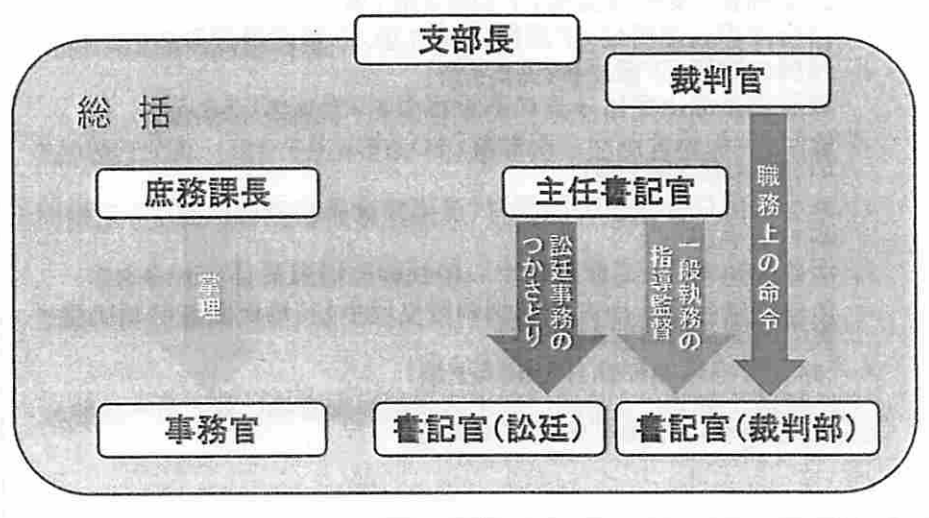 支部長
裁判官
総括
庶務課長
主任書記官
職務上の命令
掌理
訟廷事務の
つかさどり
一般執務の
指導監督
事務官
書記官(訟廷)
書記官(裁判部)